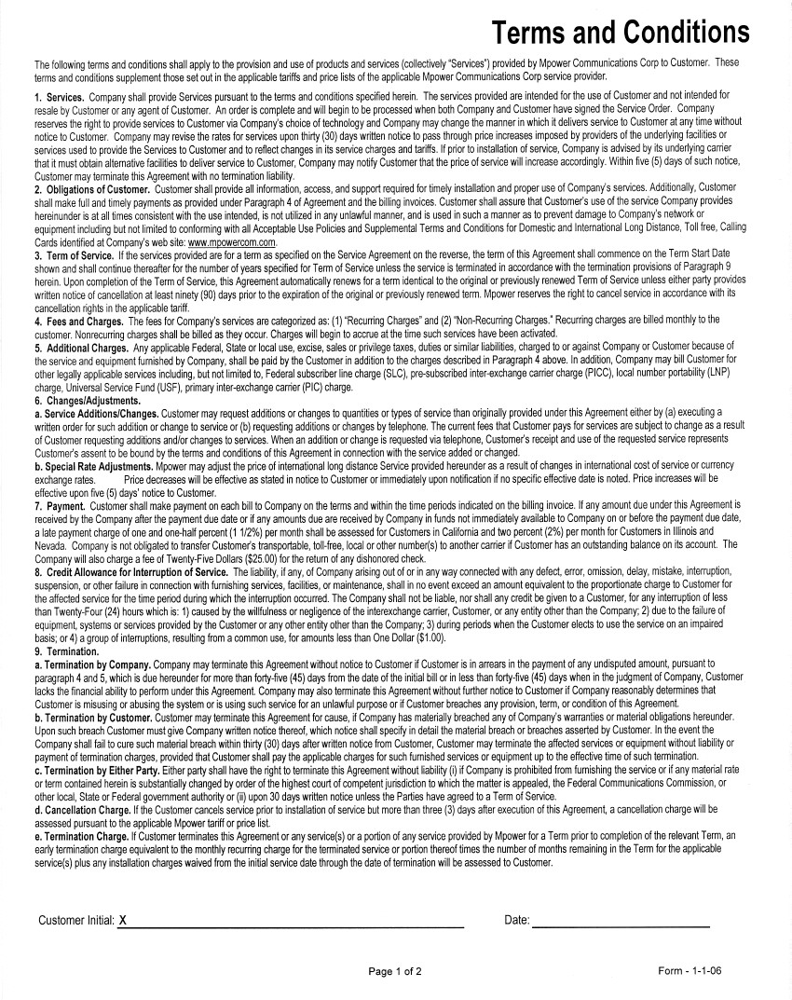 Terms and Conditions
The following terms and conditions shall apply to the provision and use of products and services (collectively “Services”) provided by Mpower Communications Corp to Customer. These
terms and conditions supplement those set out in the applicable tariffs and price lists of the applicable Mpower Communications Corp service provider.
1. Services. Company shall provide Services pursuant to the terms and conditions specified herein. The services provided are intended for the use of Customer and not intended for
resale by Customer or any agent of Customer. An order is complete and will begin to be processed when both Company and Customer have signed the Service Order. Company
reserves the right to provide services to Customer via Company's choice of technology and Company may change the manner in which it delivers service to Customer at any time without
notice to Customer. Company may revise the rates for services upon thirty (30) days written notice to pass through price increases imposed by providers of the underlying facilities or
services used to provide the Services to Customer and to reflect changes in its service charges and tariffs. If prior to installation of service, Company is advised by its underlying carrier
that it must obtain alternative facilities to deliver service to Customer, Company may notify Customer that the price of service will increase accordingly. Within five (5) days of such notice,
Customer may terminate this Agreement with no termination liability.
2. Obligations of Customer. Customer shall provide all information, access, and support required for timely installation and proper use of Company's services. Additionally, Customer
shall make full and timely payments as provided under Paragraph 4 of Agreement and the billing invoices. Customer shall assure that Customer's use of the service Company provides
hereinunder is at all times consistent with the use intended, is not utilized in any unlawful manner, and is used in such a manner as to prevent damage to Company's network or
equipment including but not limited to conforming with all Acceptable Use Policies and Supplemental Terms and Conditions for Domestic and International Long Distance, Toll free, Calling
Cards identified at Company's web site: www.mpowercom.com.
3. Term of Service. If the services provided are for a term as specified on the Service Agreement on the reverse, the term of this Agreement shall commence on the Term Start Date
shown and shall continue thereafter for the number of years specified for Term of Service unless the service is terminated in accordance with the termination provisions of Paragraph 9
herein. Upon completion of the Term of Service, this Agreement automatically renews for a term identical to the original or previously renewed Term of Service unless either party provides
written notice of cancellation at least ninety (90) days prior to the expiration of the original or previously renewed term. Mpower reserves the right to cancel service in accordance with its
cancellation rights in the applicable tariff.
4. Fees and Charges. The fees for Company's services are categorized as: (1) “Recurring Charges” and (2) “Non-Recurring Charges.” Recurring charges are billed monthly to the
customer. Nonrecurring charges shall be billed as they occur. Charges will begin to accrue at the time such services have been activated.
5. Additional Charges. Any applicable Federal, State or local use, excise, sales or privilege taxes, duties or similar liabilities, charged to or against Company or Customer because of
the service and equipment furnished by Company, shall be paid by the Customer in addition to the charges described in Paragraph 4 above. In addition, Company may bill Customer for
other legally applicable services including, but not limited to, Federal subscriber line charge (SLC), pre-subscribed inter-exchange carrier charge (PICC), local number portability (LNP)
charge, Universal Service Fund (USF), primary inter-exchange carrier (PIC) charge.
6. Changes/Adjustments.
a. Service Additions/Changes. Customer may request additions or changes to quantities or types of service than originally provided under this Agreement either by (a) executing a
written order for such addition or change to service or (b) requesting additions or changes by telephone. The current fees that Customer pays for services are subject to change as a result
of Customer requesting additions and/or changes to services. When an addition or change is requested via telephone, Customer's receipt and use of the requested service represents
Customer's assent to be bound by the terms and conditions of this Agreement in connection with the service added or changed.
b. Special Rate Adjustments. Mpower may adjust the price of international long distance Service provided hereunder as a result of changes in international cost of service or currency
exchange rates. Price decreases will be effective as stated in notice to Customer or immediately upon notification if no specific effective date is noted. Price increases will be
effective upon five (5) days' notice to Customer.
7. Payment. Customer shall make payment on each bill to Company on the terms and within the time periods indicated on the billing invoice. If any amount due under this Agreement is
received by the Company after the payment due date or if any amounts due are received by Company in funds not immediately available to Company on or before the payment due date,
a late payment charge of one and one-half percent (1 1/2%) per month shall be assessed for Customers in California and two percent (2%) per month for Customers in Illinois and
Nevada. Company is not obligated to transfer Customer's transportable, toll-free, local or other number(s) to another carrier if Customer has an outstanding balance on its account. The
Company will also charge a fee of Twenty-Five Dollars ($25.00) for the return of any dishonored check.
8. Credit Allowance for Interruption of Service. The liability, if any, of Company arising out of or in any way connected with any defect, error, omission, delay, mistake, interruption,
suspension, or other failure in connection with furnishing services, facilities, or maintenance, shall in no event exceed an amount equivalent to the proportionate charge to Customer for
the affected service for the time period during which the interruption occurred. The Company shall not be liable, nor shall any credit be given to a Customer, for any interruption of less
than Twenty-Four (24) hours which is: 1) caused by the willfulness or negligence of the interexchange carrier, Customer, or any entity other than the Company; 2) due to the failure of
equipment, systems or services provided by the Customer or any other entity other than the Company; 3) during periods when the Customer elects to use the service on an impaired
basis; or 4) a group of interruptions, resulting from a common use, for amounts less than One Dollar ($1.00).
9. Termination.
a. Termination by Company. Company may terminate this Agreement without notice to Customer if Customer is in arrears in the payment of any undisputed amount, pursuant to
paragraph 4 and 5, which is due hereunder for more than forty-five (45) days from the date of the initial bill or in less than forty-five (45) days when in the judgment of Company, Customer
lacks the financial ability to perform under this Agreement. Company may also terminate this Agreement without further notice to Customer if Company reasonably determines that
Customer is misusing or abusing the system or is using such service for an unlawful purpose or if Customer breaches any provision, term, or condition of this Agreement.
b. Termination by Customer. Customer may terminate this Agreement for cause, if Company has materially breached any of Company's warranties or material obligations hereunder.
Upon such breach Customer must give Company written notice thereof, which notice shall specify in detail the material breach or breaches asserted by Customer. In the event the
Company shall fail to cure such material breach within thirty (30) days after written notice from Customer, Customer may terminate the affected services or equipment without liability or
payment of termination charges, provided that Customer shall pay the applicable charges for such furnished services or equipment up to the effective time of such termination.
c. Termination by Either Party. Either party shall have the right to terminate this Agreement without liability (i) if Company is prohibited from furnishing the service or if any material rate
or term contained herein is substantially changed by order of the highest court of competent jurisdiction to which the matter is appealed, the Federal Communications Commission, or
other local, State or Federal government authority or (ii) upon 30 days written notice unless the Parties have agreed to a Term of Service.
d. Cancellation Charge. If the Customer cancels service prior to installation of service but more than three (3) days after execution of this Agreement, a cancellation charge will be
assessed pursuant to the applicable Mpower tariff or price list.
e. Termination Charge. If Customer terminates this Agreement or any service(s) or a portion of any service provided by Mpower for a Term prior to completion of the relevant Term, an
early termination charge equivalent to the monthly recurring charge for the terminated service or portion thereof times the number of months remaining in the Term for the applicable
service(s) plus any installation charges waived from the initial service date through the date of termination will be assessed to Customer.
Customer Initial: X Date:
Page 1 of 2 Form - 1-1-06